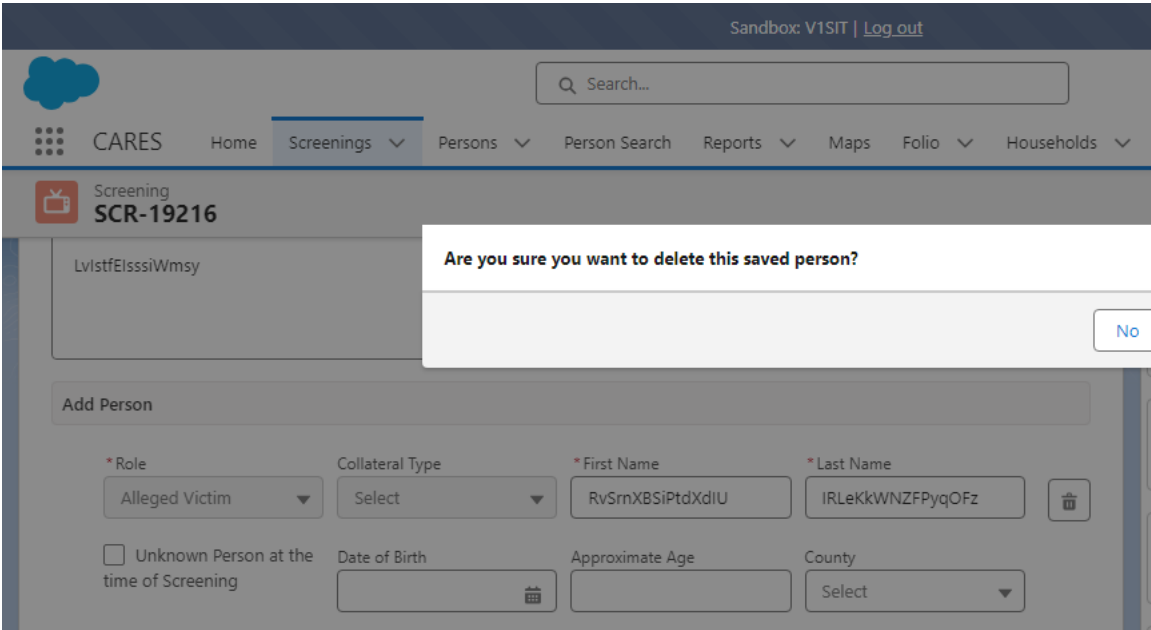 Sandbox: V1SIT | Log out
Search...
CARES Home Screenings Persons Person Search Reports Maps Folio Households
Screening
SCR-19216
LvIstfEIsssiWmsy
Are you sure you want to delete this saved person?
No
Add Person
*Role Collateral Type *First Name *Last Name
Alleged Victim Select RvSrnXBSiPtdXdIU IRLeKkWNZFPyqOFz
Unknown Person at the time of Screening Date of Birth Approximate Age County
Select